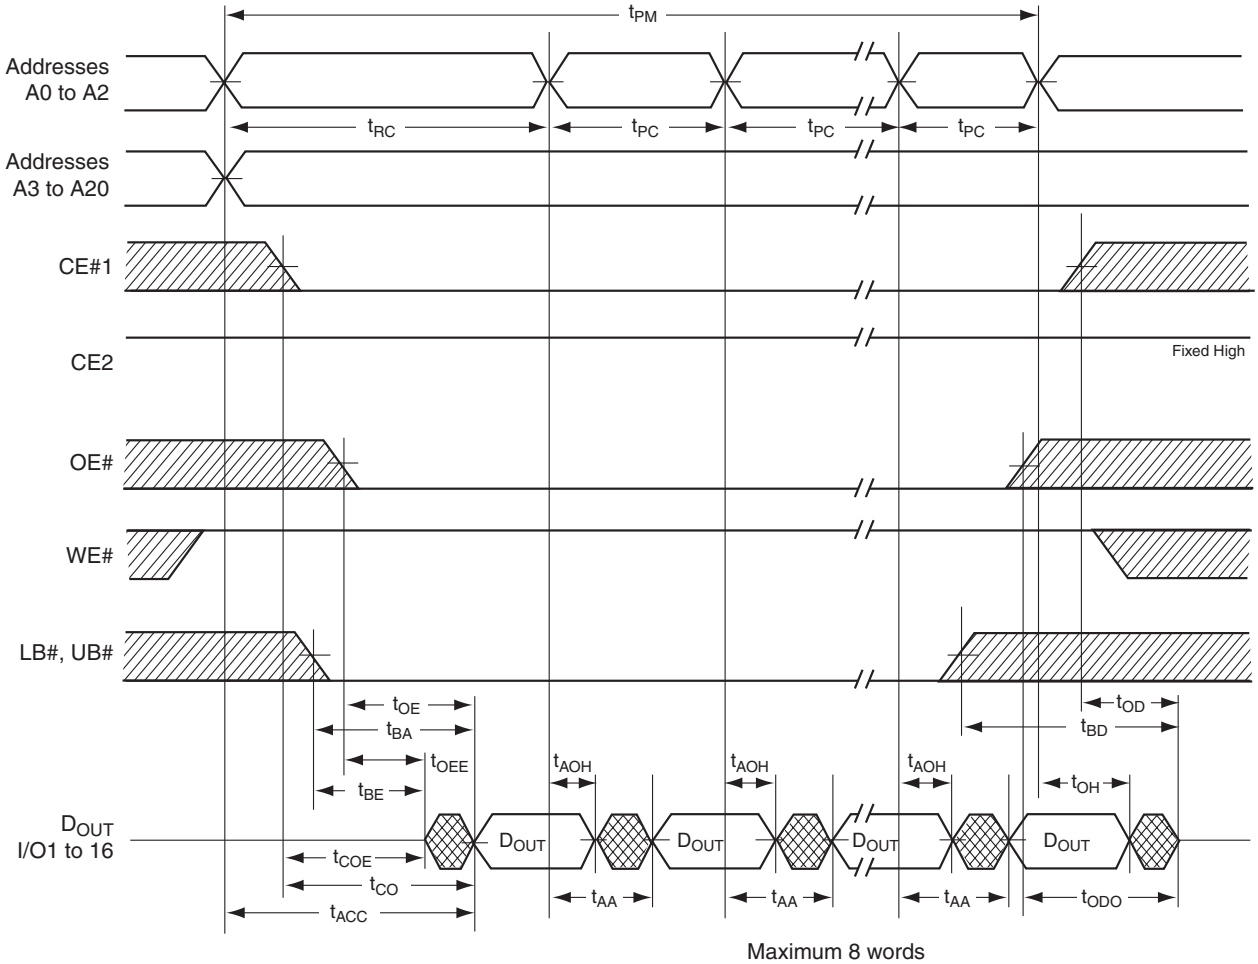 tPM
Addresses
A0 to A2
tRC
tPC
tPC
tPC
Addresses
A3 to A20
CE#1
CE2
Fixed High
OE#
WE#
LB#, UB#
tOE
tOD
tBA
tBD
tOEE
tAOH
tAOH
tAOH
tBE
tOH
DOUT
I/O1 to 16
DOUT
DOUT
DOUT
DOUT
tCOE
tCO
tAA
tAA
tAA
tODO
tACC
Maximum 8 words